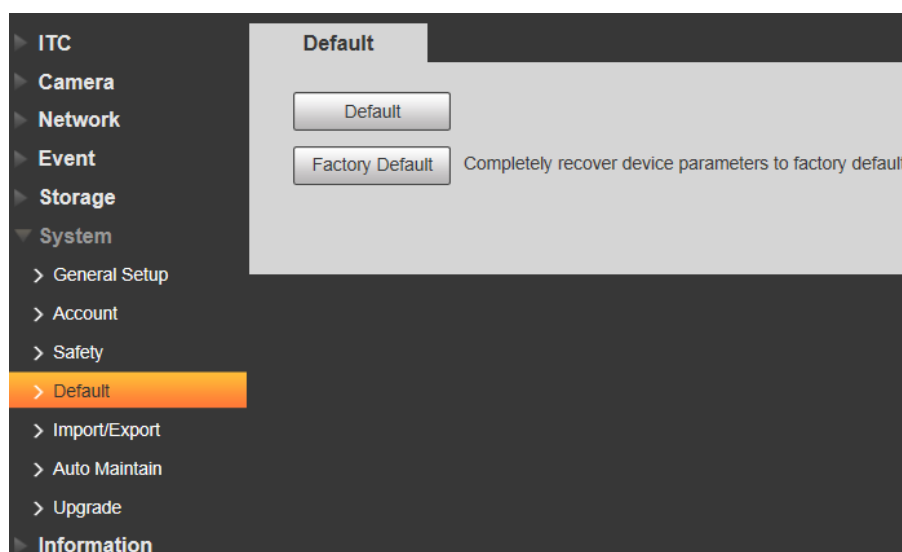 ITC
Camera
Network
Event
Storage
System
General Setup
Account
Safety
Default
Import/Export
Auto Maintain
Upgrade
Information
Default
Default
Factory Default Completely recover device parameters to factory default